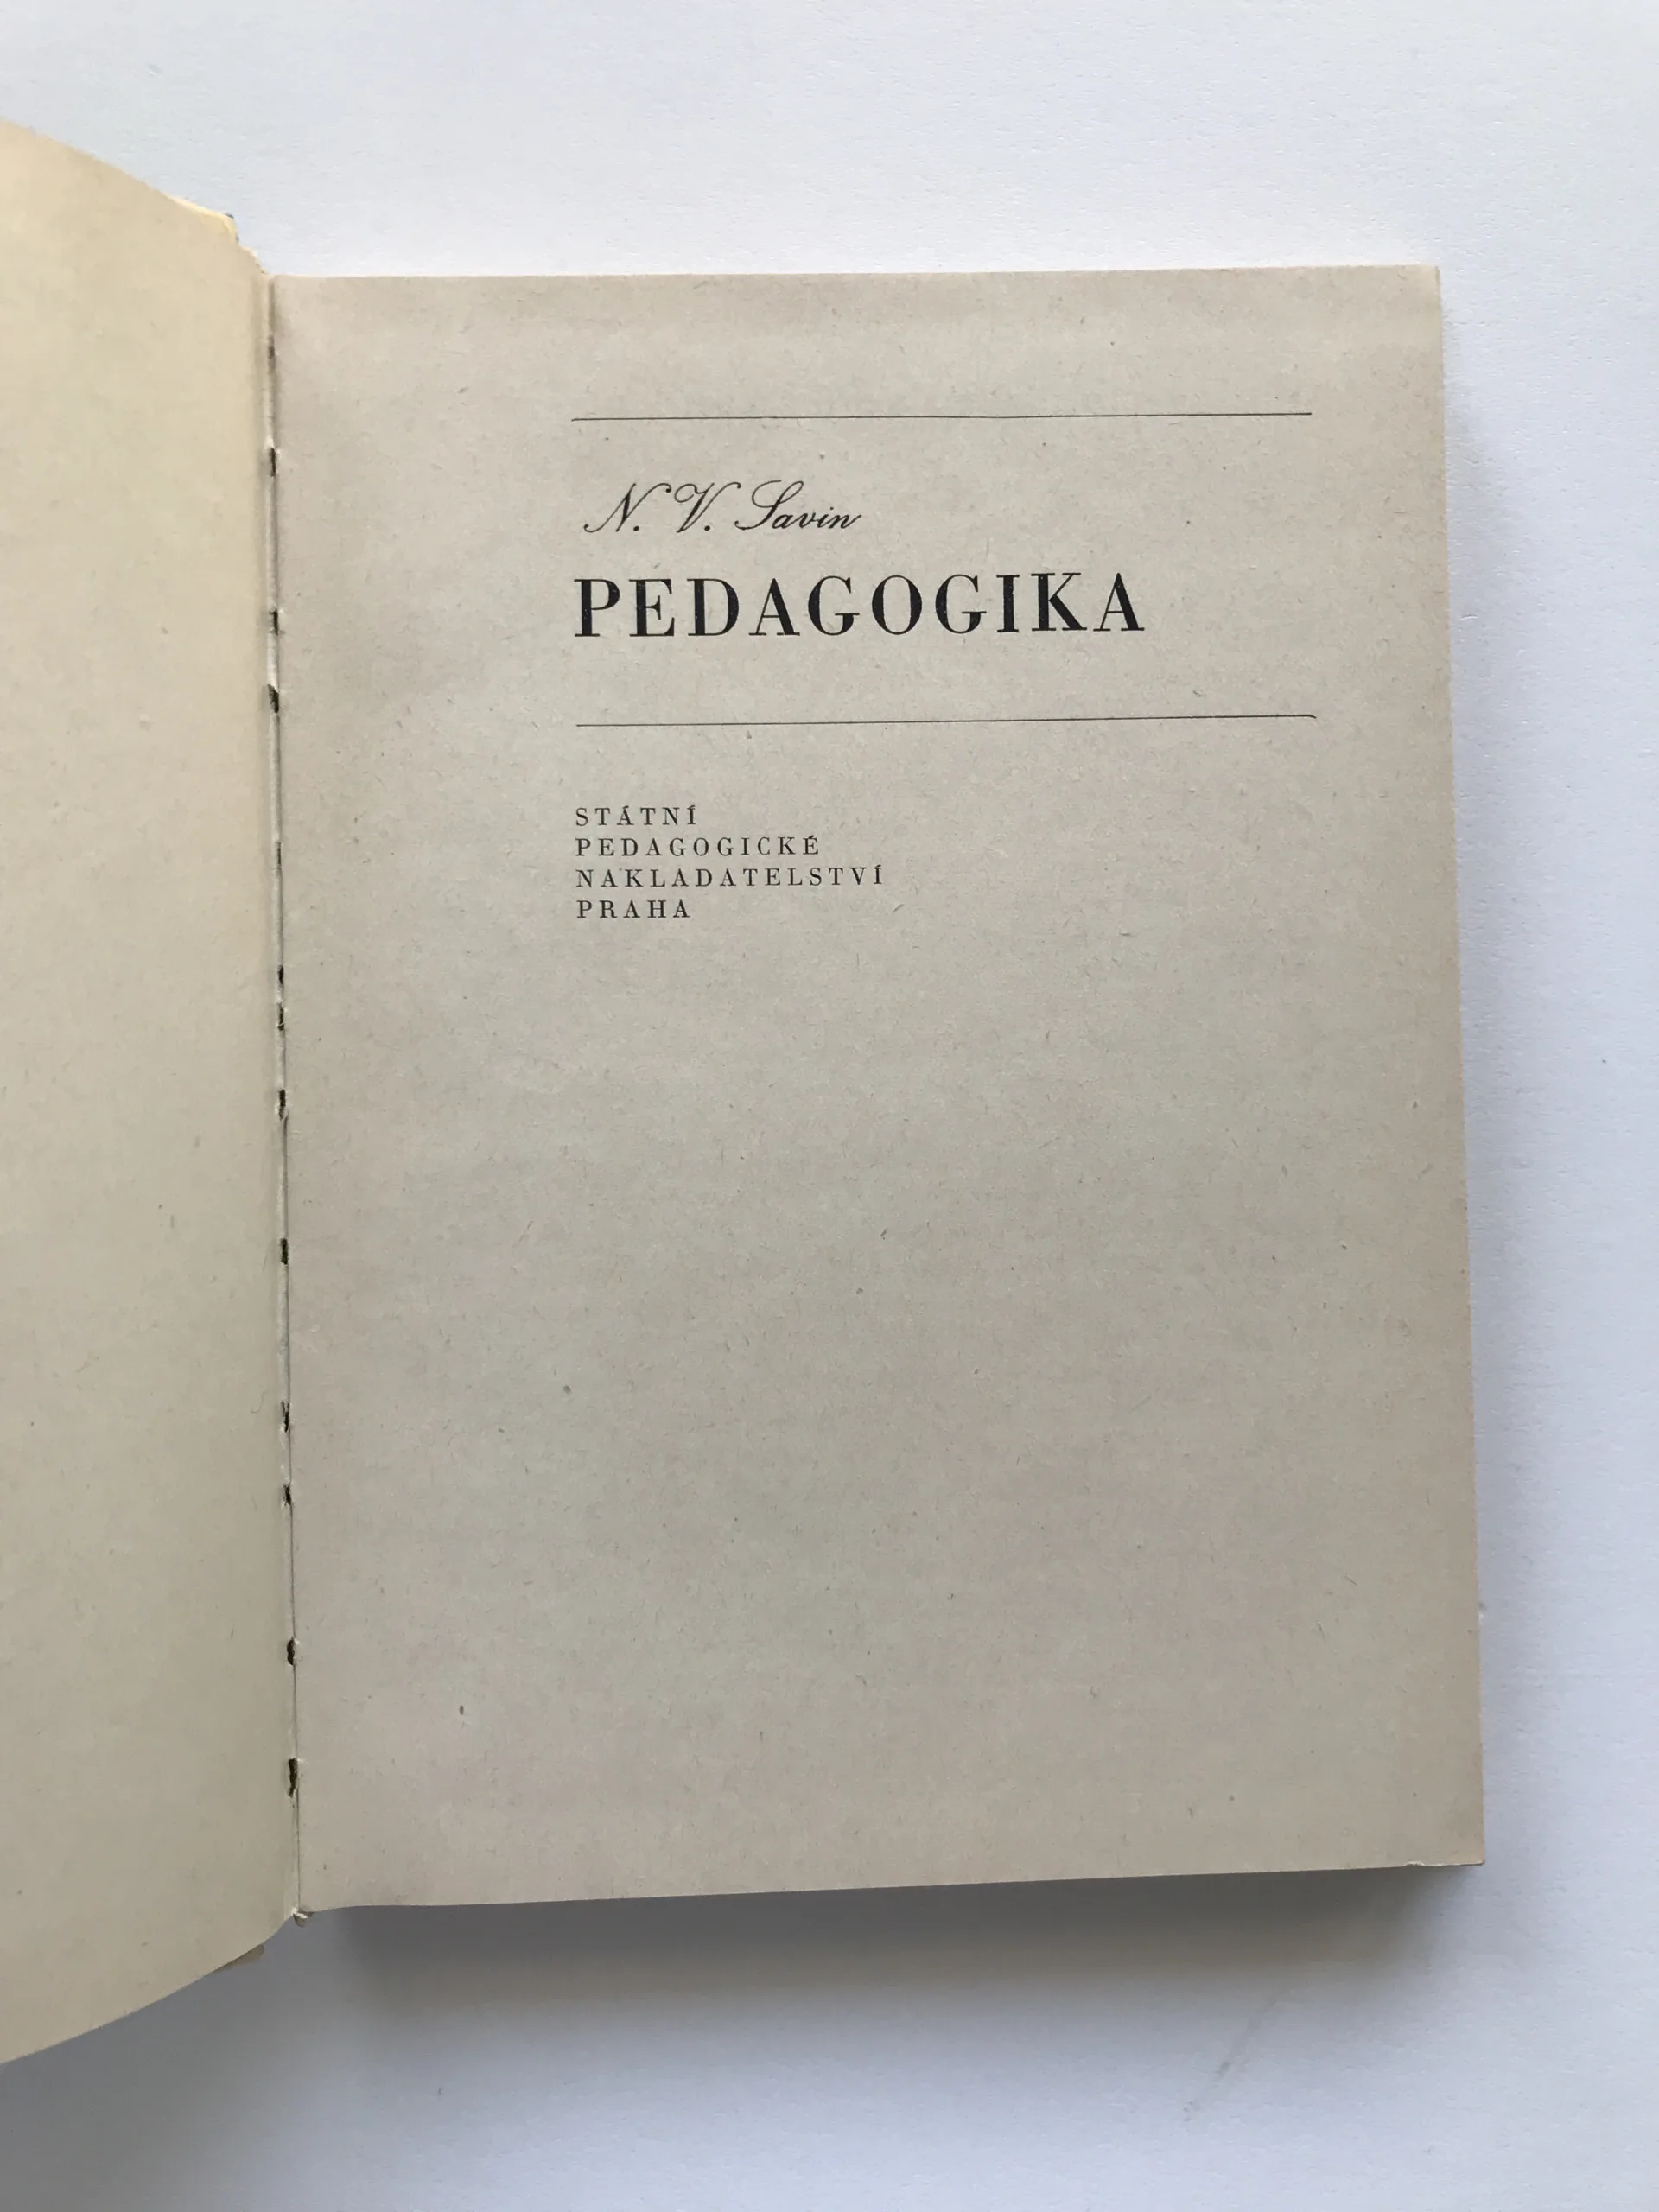 N. V. Savin
PEDAGOGIKA
STÁTNÍ
PEDAGOGICKÉ
NAKLADATELSTVÍ
PRAHA